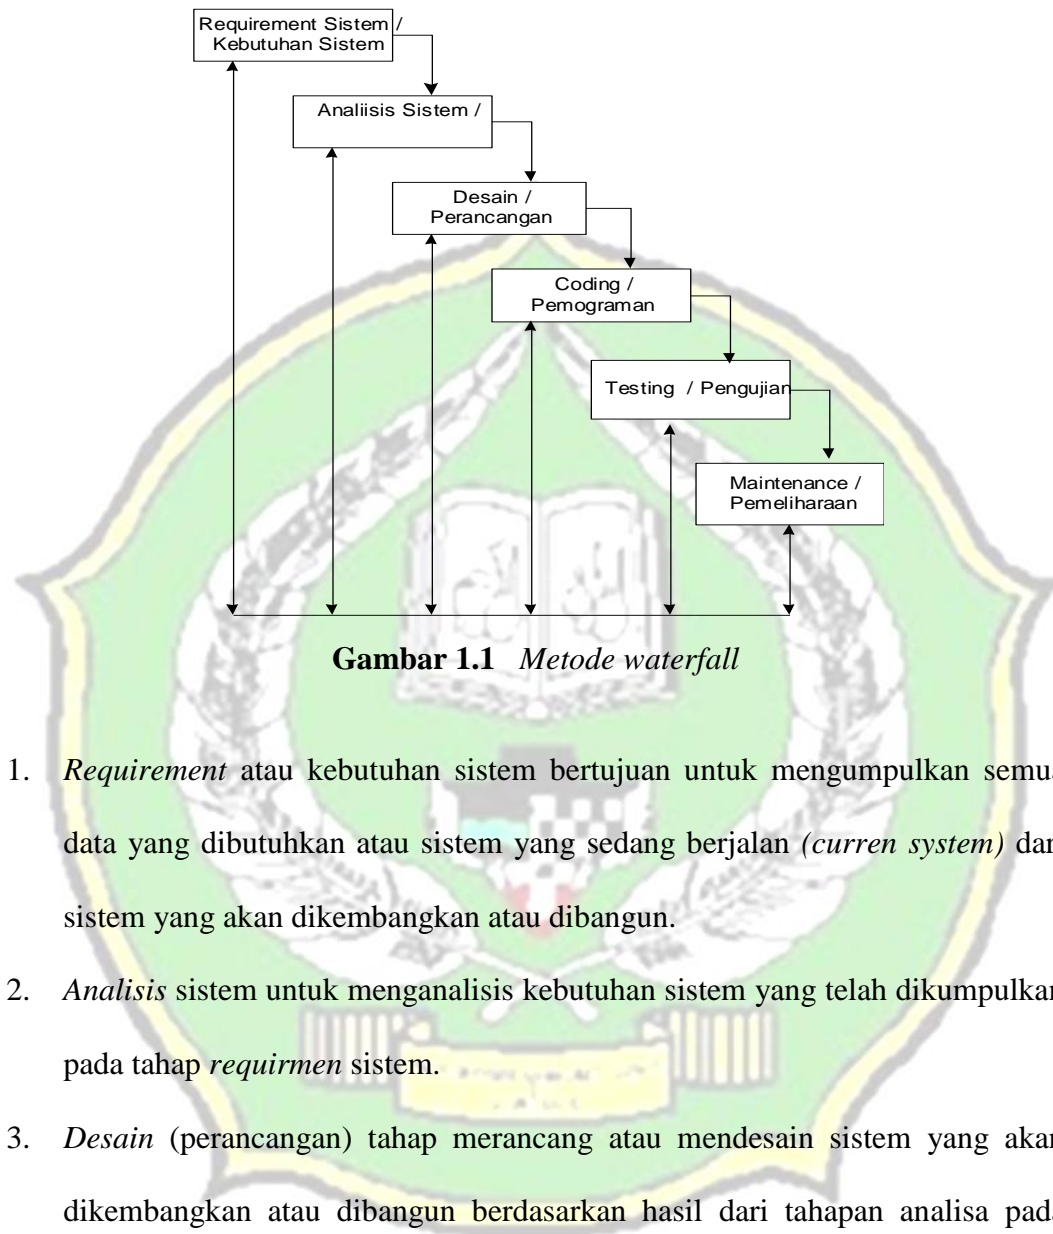 Requirement Sistem /
Kebutuhan Sistem
Analiisis Sistem /
Desain /
Perancangan
Coding /
Pemograman
Testing / Pengujian
Maintenance /
Pemeliharaan
Gambar 1.1 Metode waterfall
1. Requirement atau kebutuhan sistem bertujuan untuk mengumpulkan semua
data yang dibutuhkan atau sistem yang sedang berjalan (curren system) dan
sistem yang akan dikembangkan atau dibangun.
2. Analisis sistem untuk menganalisis kebutuhan sistem yang telah dikumpulkan
pada tahap requirmen sistem.
3. Desain (perancangan) tahap merancang atau mendesain sistem yang akan
dikembangkan atau dibangun berdasarkan hasil dari tahapan analisa pada